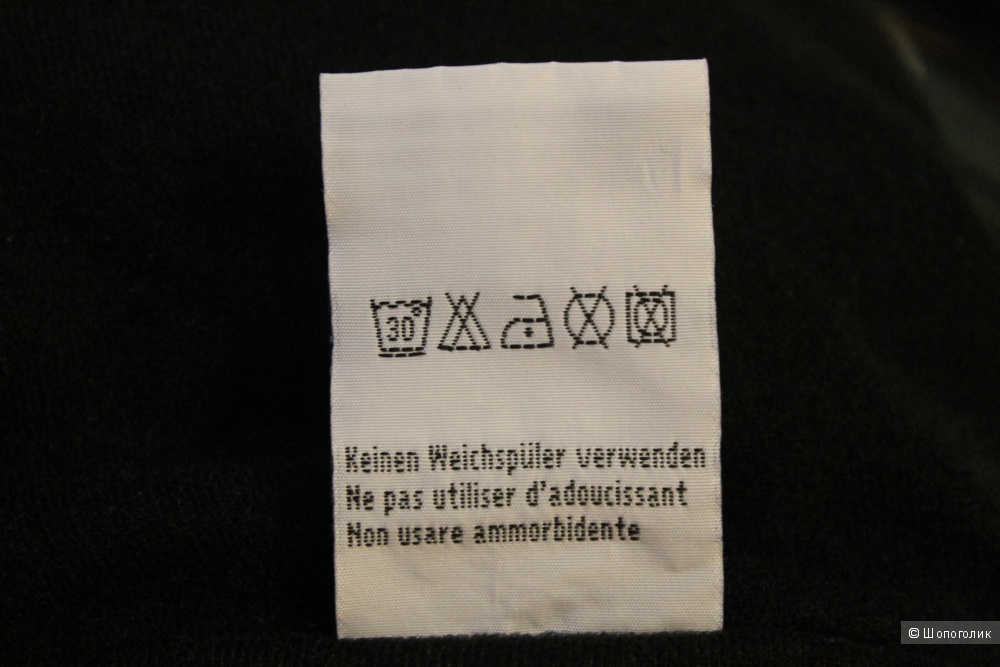 30°
Keinen Weichspüler verwenden
Ne pas utiliser d'adoucissant
Non usare ammorbidente
© Шопоголик